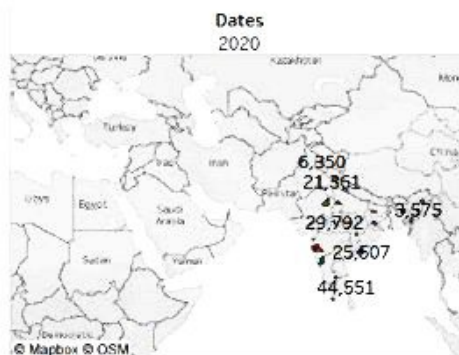 Dates
2020
Kazakhstan
Turkey
Iraq
Iran
6,350
21,361
Pakistan
Egypt
Saudi
Arabia
3,575
29,792
Sudan
Yemen
25,607
44,551
© Mapbox © OSM